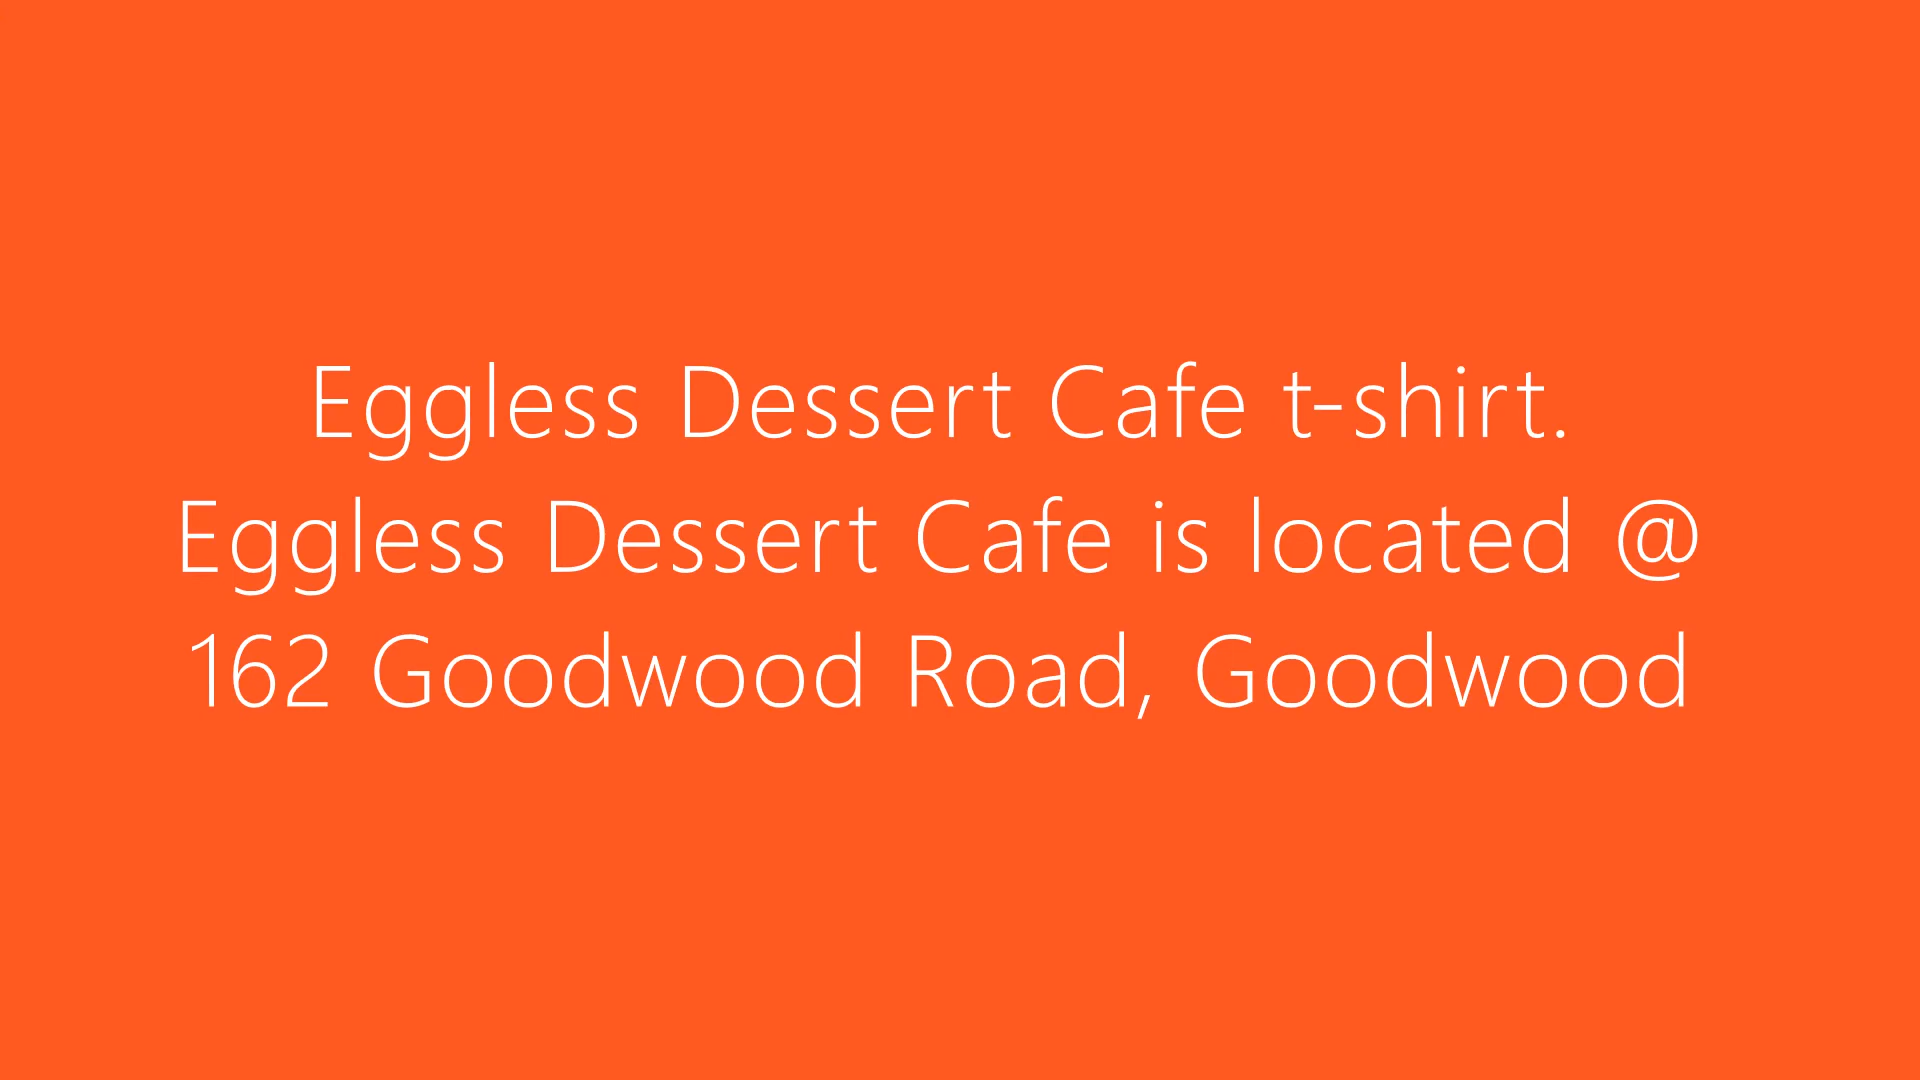 Eggless Dessert Cafe t-shirt.
Eggless Dessert Cafe is located @
162 Goodwood Road, Goodwood